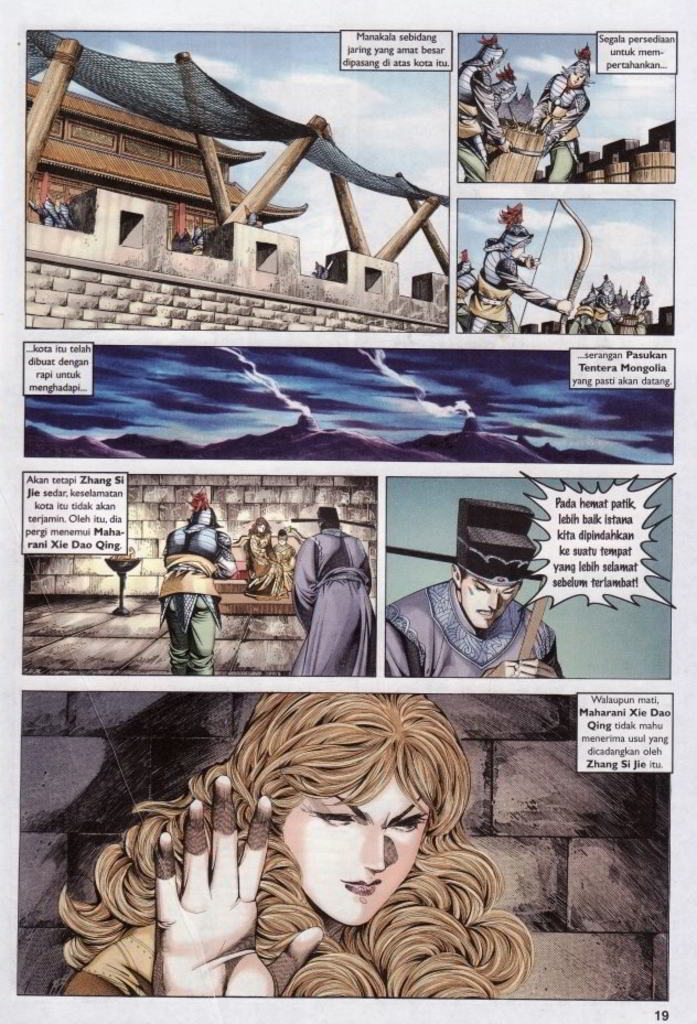 Manakala sebidang
jaring yang amat besar
dipasang di atas kota itu.
Segala persediaan
untuk mem-
pertahankan...
...kota itu telah
dibuat dengan
rapi untuk
menghadapi...
...serangan Pasukan
Tentera Mongolia
yang pasti akan datang.
Akan tetapi Zhang Si
Jie sedar, keselamatan
kota itu tidak akan
terjamin. Oleh itu, dia
pergi menemui Maha-
rani Xie Dao Qing.
Pada hemat patik,
lebih baik istana
kita dipindahkan
ke suatu tempat
yang lebih selamat
sebelum terlambat!
Walaupun mati,
Maharani Xie Dao
Qing tidak mahu
menerima usul yang
dicadangkan oleh
Zhang Si Jie itu.
19